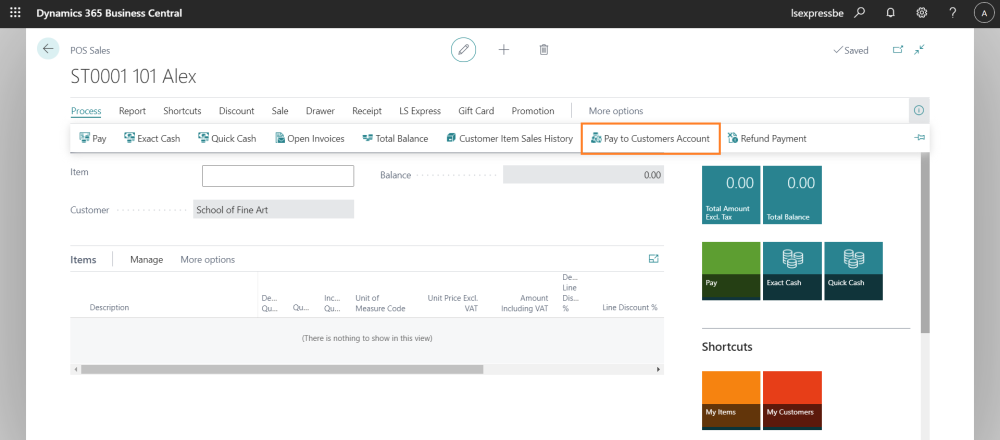 Dynamics 365 Business Central
lsexpressbe
?
A
POS Sales
Saved
ST0001 101 Alex
Process Report Shortcuts Discount Sale Drawer Receipt LS Express Gift Card Promotion More options
Pay Exact Cash Quick Cash Open Invoices Total Balance Customer Item Sales History Pay to Customers Account Refund Payment
Item
Balance 0.00
Customer School of Fine Art
0.00
Total Amount
Excl. Tax
0.00
Total Balance
Items Manage More options
Description
De...
Qu...
Qu...
Inc...
Qu...
Unit of
Measure Code
Unit Price Excl.
VAT
Amount
Including VAT
De...
Line
Dis...
%
Line Discount %
(There is nothing to show in this view)
Pay
Exact Cash
Quick Cash
Shortcuts
My Items
My Customers